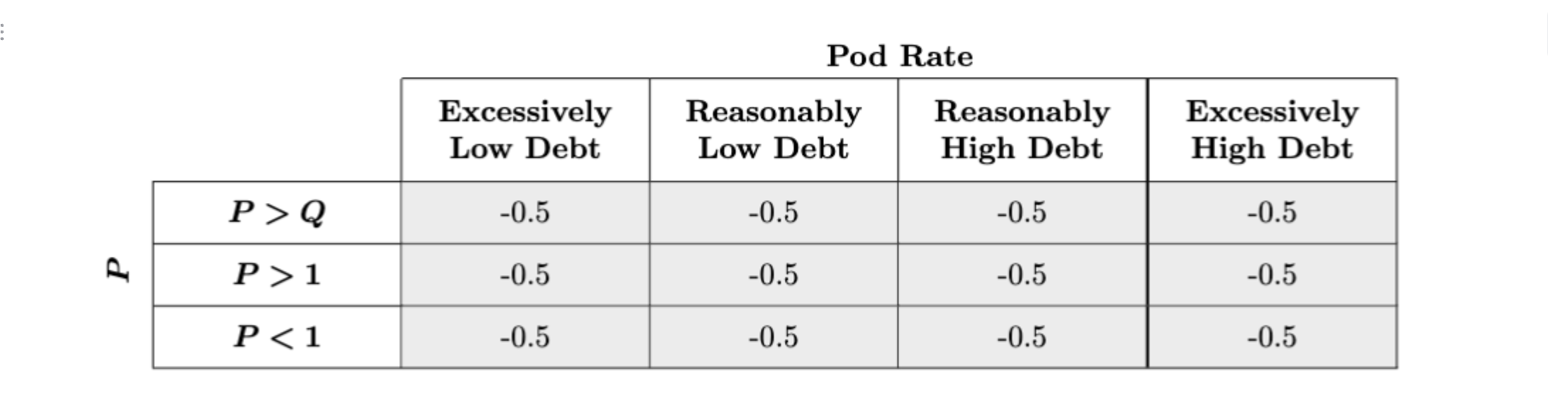 Pod Rate
Excessively Reasonably Reasonably Excessively
Low Debt Low Debt High Debt High Debt
P > Q -0.5 -0.5 -0.5 -0.5
P
P > 1 -0.5 -0.5 -0.5 -0.5
P < 1 -0.5 -0.5 -0.5 -0.5